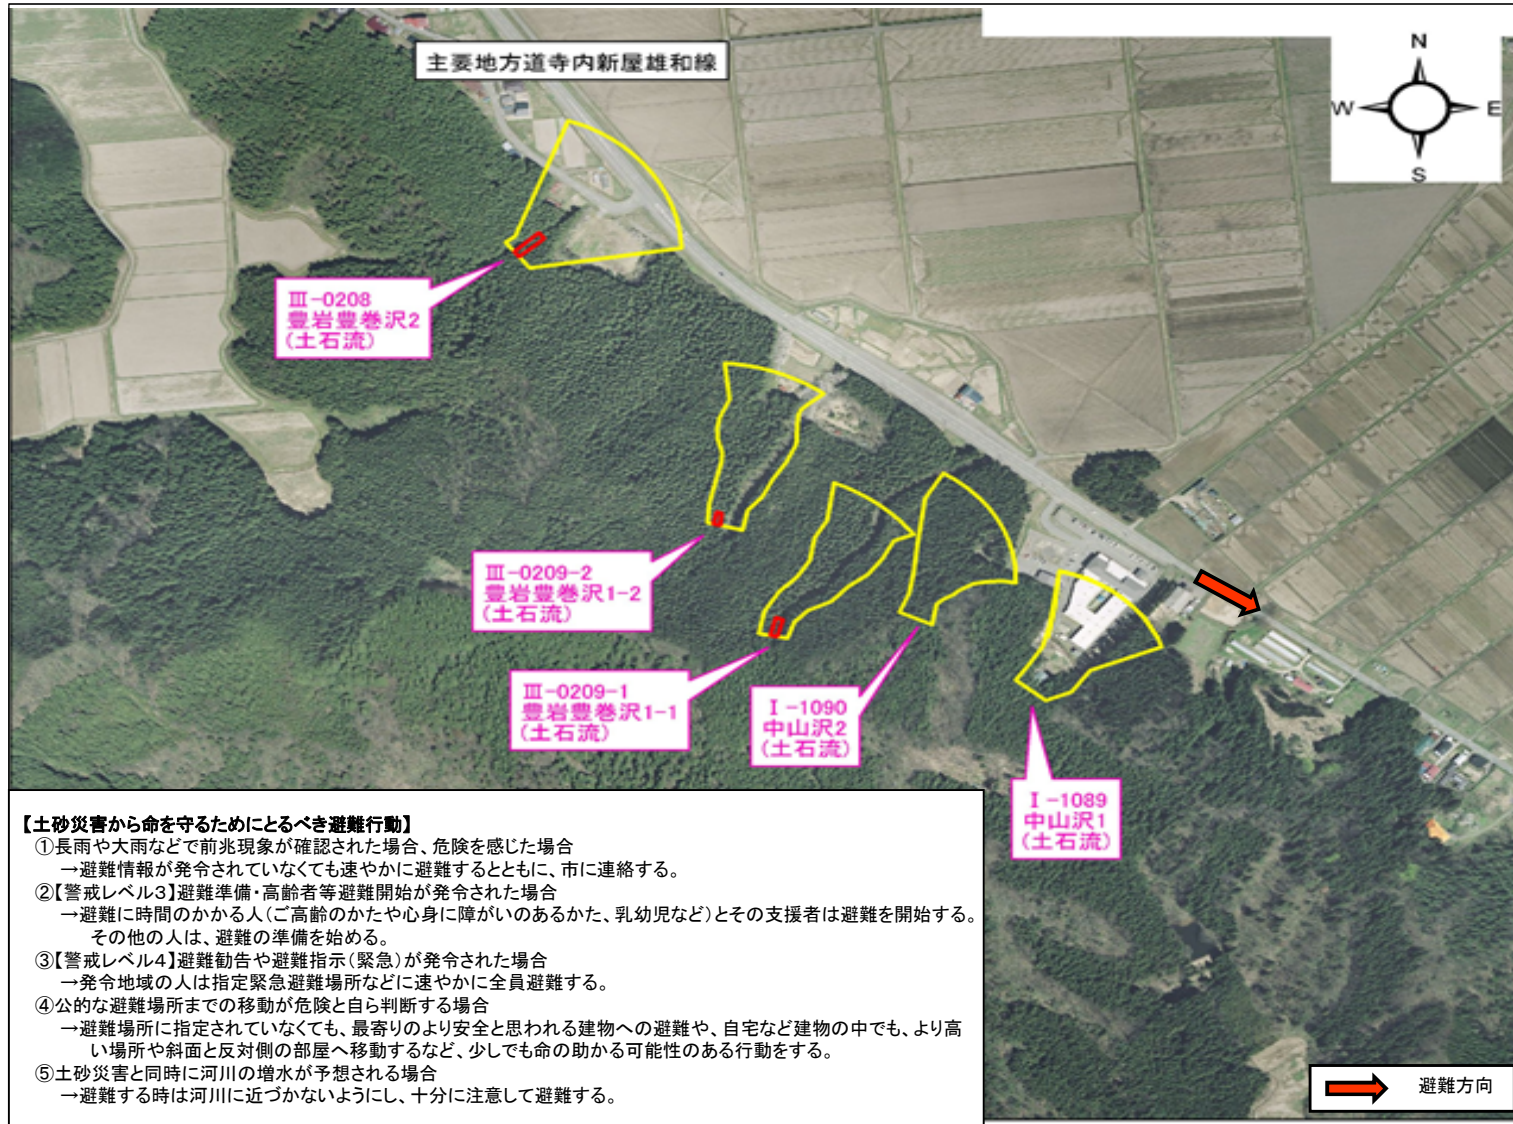 主要地方道寺内新屋雄和線
N
W
E
S
Ⅲ-0208
豊岩豊巻沢2
(土石流)
Ⅲ-0209-2
豊岩豊巻沢1-2
(土石流)
Ⅲ-0209-1
豊岩豊巻沢1-1
(土石流)
Ⅰ-1090
中山沢2
(土石流)
Ⅰ-1089
中山沢1
(土石流)
【土砂災害から命を守るためにとるべき避難行動】
①長雨や大雨などで前兆現象が確認された場合、危険を感じた場合
→避難情報が発令されていなくても速やかに避難するとともに、市に連絡する。
②【警戒レベル3】避難準備・高齢者等避難開始が発令された場合
→避難に時間のかかる人(ご高齢のかたや心身に障がいのあるかた、乳幼児など)とその支援者は避難を開始する。
その他の人は、避難の準備を始める。
③【警戒レベル4】避難勧告や避難指示(緊急)が発令された場合
→発令地域の人は指定緊急避難場所などに速やかに全員避難する。
④公的な避難場所までの移動が危険と自ら判断する場合
→避難場所に指定されていなくても、最寄りのより安全と思われる建物への避難や、自宅など建物の中でも、より高
い場所や斜面と反対側の部屋へ移動するなど、少しでも命の助かる可能性のある行動をする。
⑤土砂災害と同時に河川の増水が予想される場合
→避難する時は河川に近づかないようにし、十分に注意して避難する。
避難方向